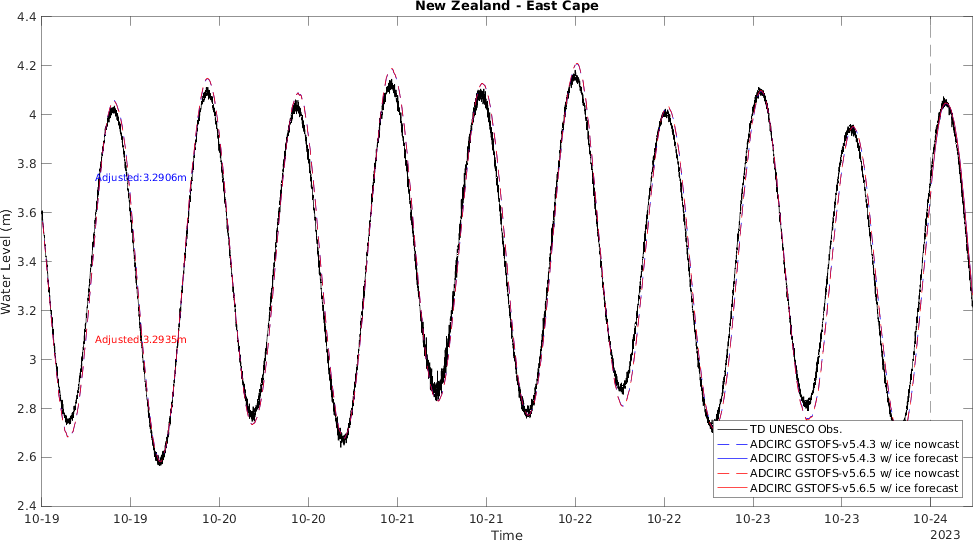 New Zealand - East Cape
4.4
4.2
4
3.8
3.6
3.4
3.2
3
2.8
2.6
2.4
Water Level (m)
Adjusted:3.2906m
Adjusted:3.2935m
TD UNESCO Obs.
ADCIRC GSTOFS-v5.4.3 w/ ice nowcast
ADCIRC GSTOFS-v5.4.3 w/ ice forecast
ADCIRC GSTOFS-v5.6.5 w/ ice nowcast
ADCIRC GSTOFS-v5.6.5 w/ ice forecast
10-19 10-19 10-20 10-20 10-21 10-21 10-22 10-22 10-23 10-23 10-24
Time
2023